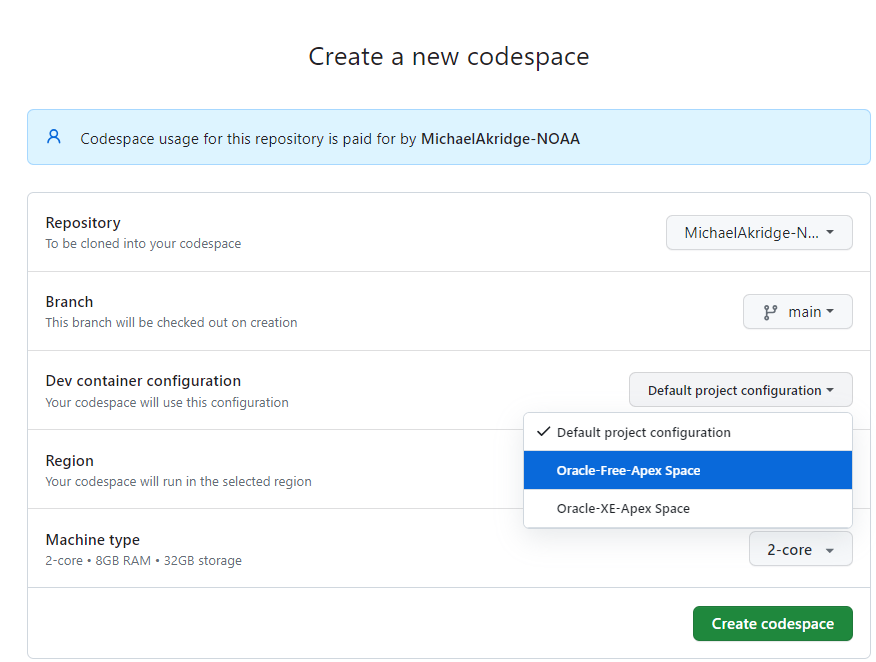 Create a new codespace
Codespace usage for this repository is paid for by MichaelAkridge-NOAA
Repository
To be cloned into your codespace
MichaelAkridge-N...
Branch
This branch will be checked out on creation
main
Dev container configuration
Your codespace will use this configuration
Default project configuration
Default project configuration
Oracle-Free-Apex Space
Oracle-XE-Apex Space
Region
Your codespace will run in the selected region
Machine type
2-core • 8GB RAM • 32GB storage
2-core
Create codespace